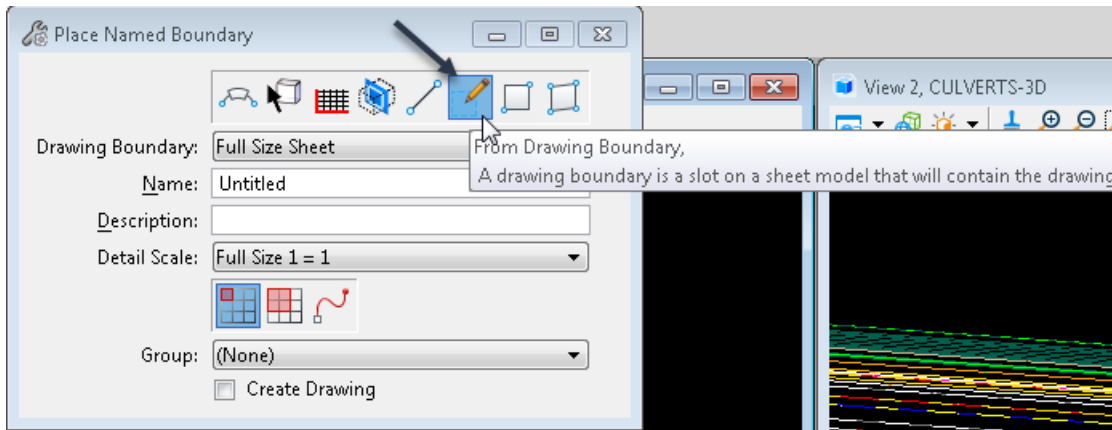 Place Named Boundary
View 2, CULVERTS-3D
Drawing Boundary: Full Size Sheet
From Drawing Boundary,
A drawing boundary is a slot on a sheet model that will contain the drawing
Name: Untitled
Description:
Detail Scale: Full Size 1 = 1
Group: (None)
Create Drawing